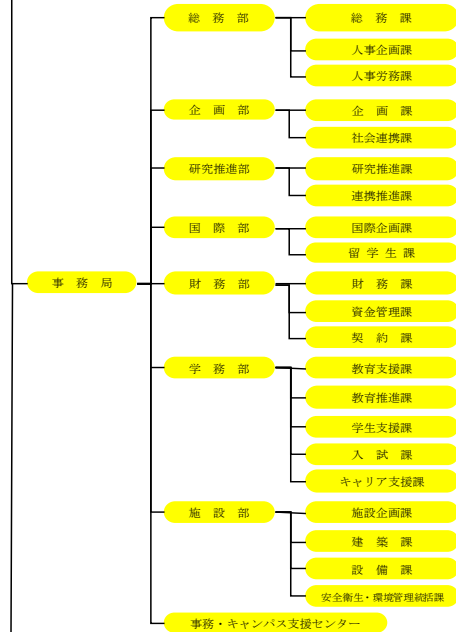 総務部
総務課
人事企画課
人事労務課
企画部
企画課
社会連携課
研究推進部
研究推進課
連携推進課
国際部
国際企画課
留学生課
事務局
財務部
財務課
資金管理課
契約課
学務部
教育支援課
教育推進課
学生支援課
入試課
キャリア支援課
施設部
施設企画課
建築課
設備課
安全衛生・環境管理統括課
事務・キャンパス支援センター